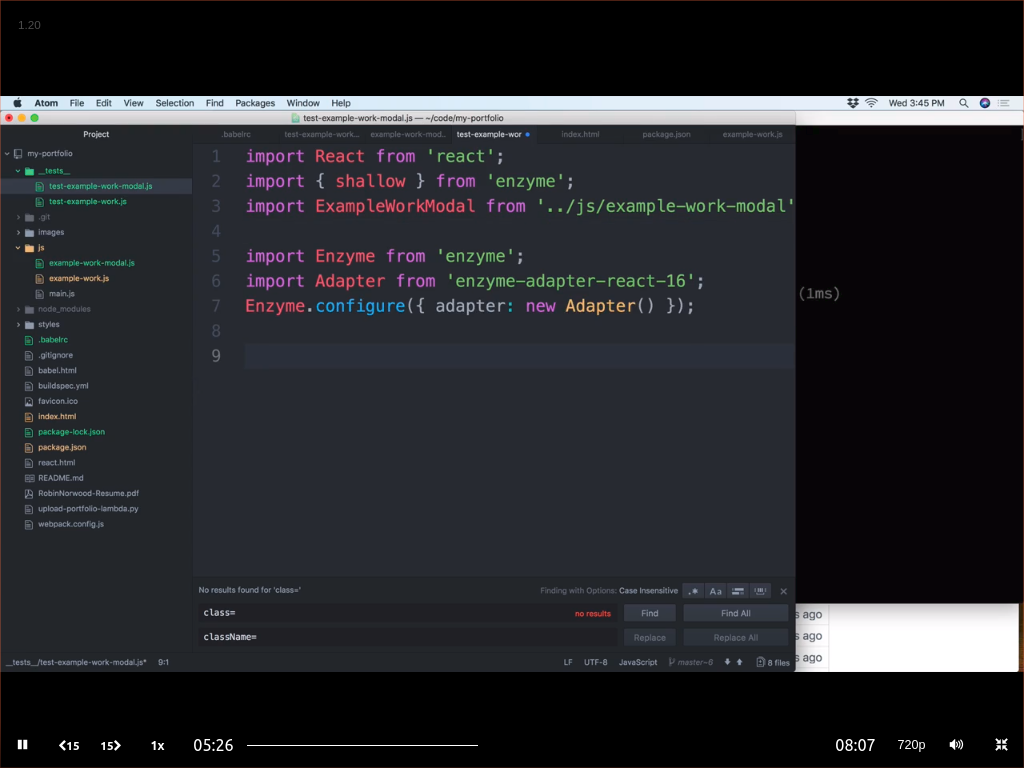 1.20
Atom File Edit View Selection Find Packages Window Help Wed 3:45 PM
test-example-work-modal.js — ~/code/my-portfolio
Project
.babelrc test-example-work... example-work-mod... test-example-wor index.html package.json example-work.js
my-portfolio
__tests__
test-example-work-modal.js
test-example-work.js
.git
images
js
example-work-modal.js
example-work.js
main.js
node_modules
styles
.babelrc
.gitignore
babel.html
buildspec.yml
favicon.ico
index.html
package-lock.json
package.json
react.html
README.md
RobinNorwood-Resume.pdf
upload-portfolio-lambda.py
webpack.config.js
1 import React from 'react';
2 import { shallow } from 'enzyme';
3 import ExampleWorkModal from '../js/example-work-modal'
4
5 import Enzyme from 'enzyme';
6 import Adapter from 'enzyme-adapter-react-16';
7 Enzyme.configure({ adapter: new Adapter() });
8
9
(1ms)
No results found for 'class=' Finding with Options: Case Insensitive .* Aa
class= no results Find Find All
className= Replace Replace All
s ago
s ago
s ago
__tests__/test-example-work-modal.js* 9:1 LF UTF-8 JavaScript master-6 8 files
15 15 1x 05:26 08:07 720p